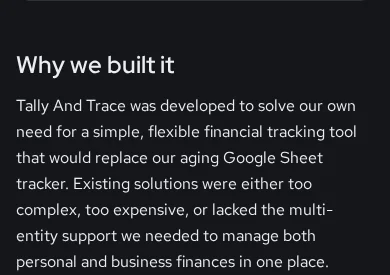 Why we built it
Tally And Trace was developed to solve our own
need for a simple, flexible financial tracking tool
that would replace our aging Google Sheet
tracker. Existing solutions were either too
complex, too expensive, or lacked the multi-
entity support we needed to manage both
personal and business finances in one place.